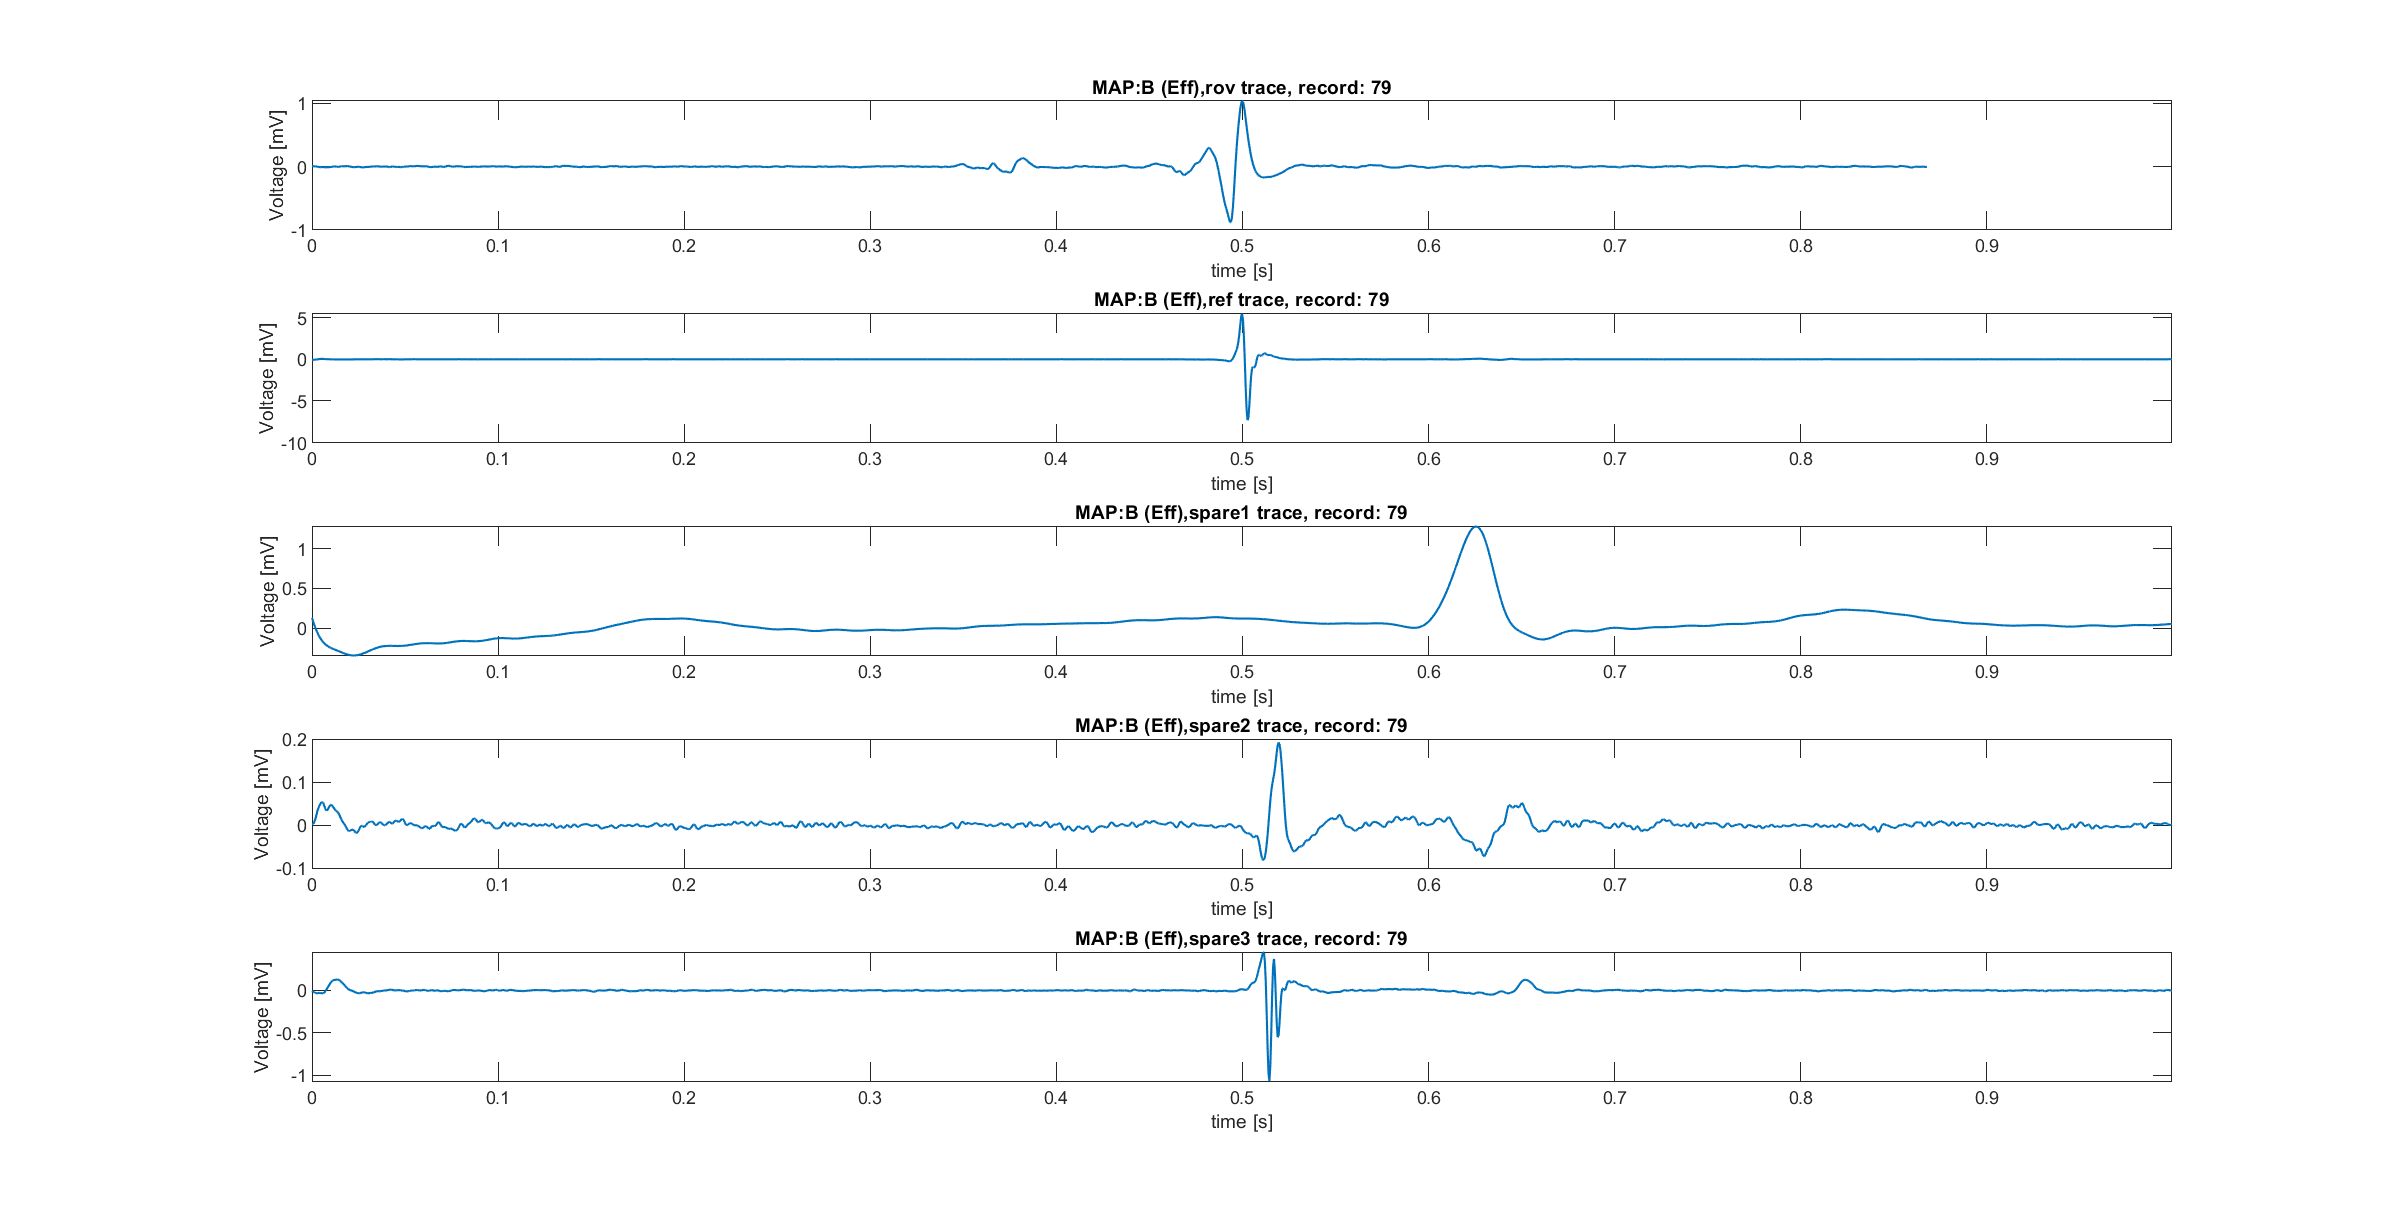 MAP:B (Eff),rov trace, record: 79
Voltage [mV]
1
0
-1
0 0.1 0.2 0.3 0.4 0.5 0.6 0.7 0.8 0.9
time [s]
MAP:B (Eff),ref trace, record: 79
Voltage [mV]
5
0
-5
-10
0 0.1 0.2 0.3 0.4 0.5 0.6 0.7 0.8 0.9
time [s]
MAP:B (Eff),spare1 trace, record: 79
Voltage [mV]
1
0.5
0
0 0.1 0.2 0.3 0.4 0.5 0.6 0.7 0.8 0.9
time [s]
MAP:B (Eff),spare2 trace, record: 79
Voltage [mV]
0.2
0.1
0
-0.1
0 0.1 0.2 0.3 0.4 0.5 0.6 0.7 0.8 0.9
time [s]
MAP:B (Eff),spare3 trace, record: 79
Voltage [mV]
0
-0.5
-1
0 0.1 0.2 0.3 0.4 0.5 0.6 0.7 0.8 0.9
time [s]